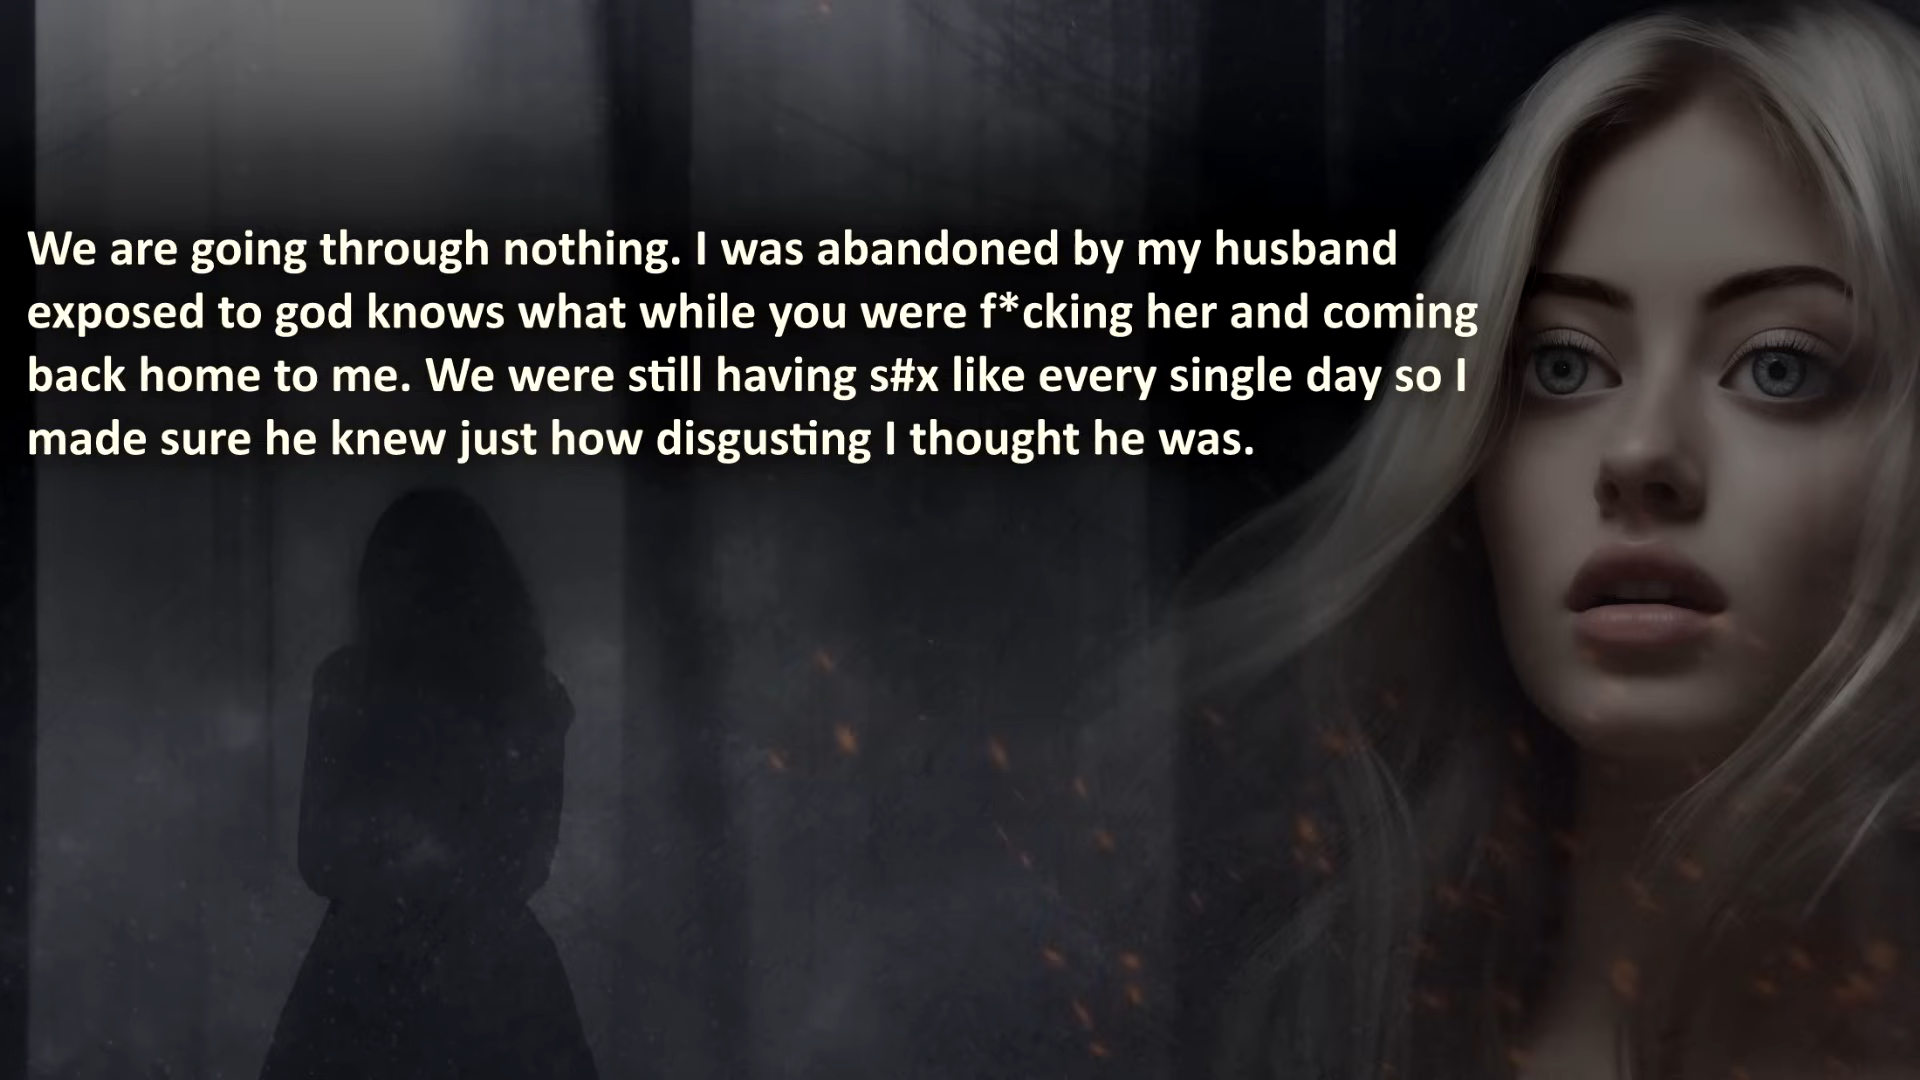 We are going through nothing. I was abandoned by my husband
exposed to god knows what while you were f*cking her and coming
back home to me. We were still having s#x like every single day so I
made sure he knew just how disgusting I thought he was.